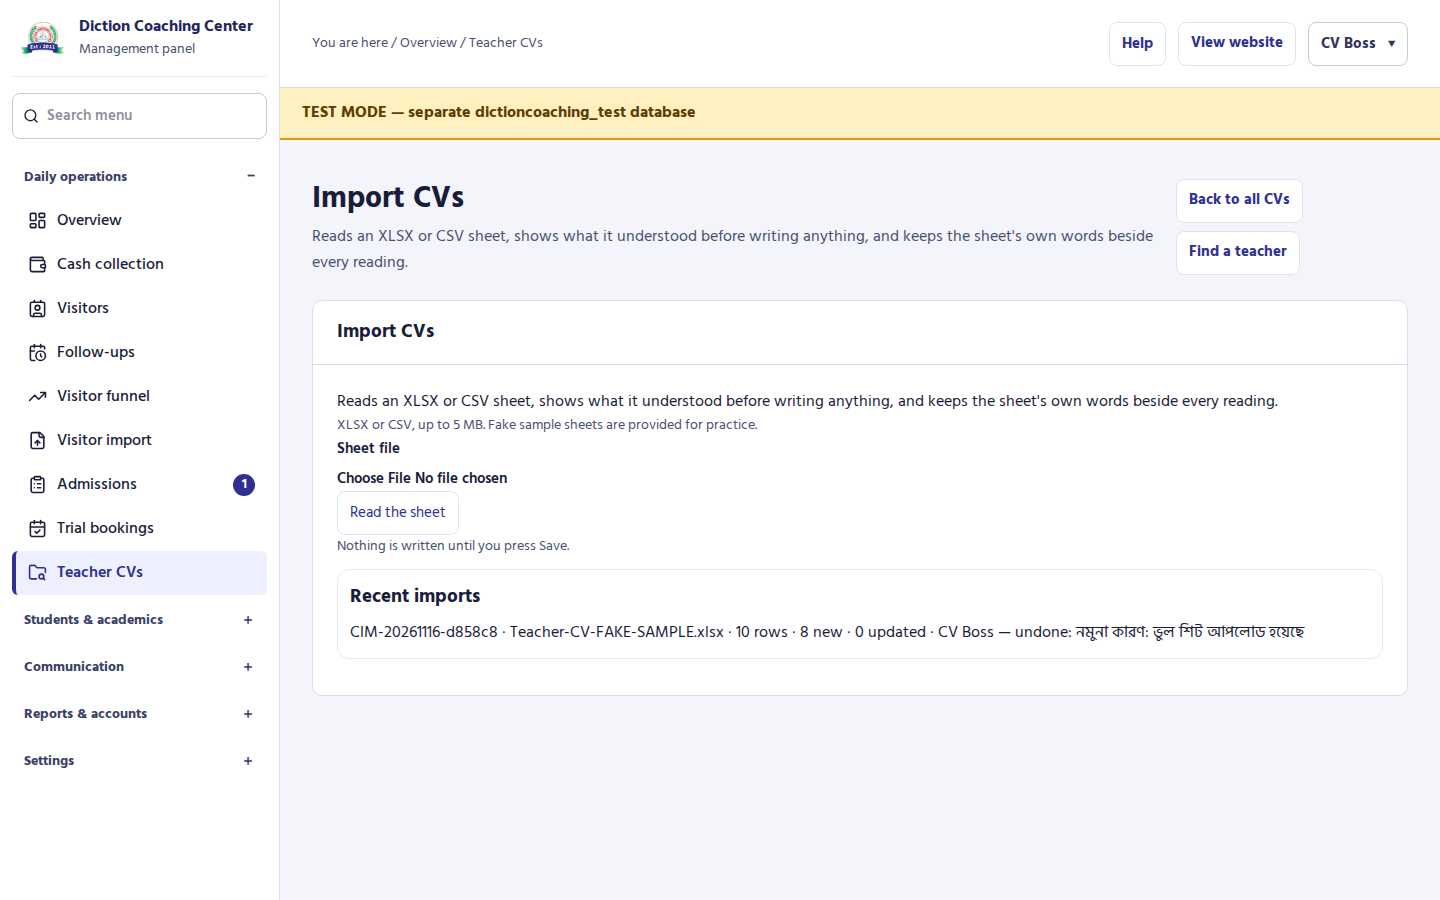 Diction Coaching Center
Management panel
Est : 2011
Search menu
Daily operations −
Overview
Cash collection
Visitors
Follow-ups
Visitor funnel
Visitor import
Admissions 1
Trial bookings
Teacher CVs
Students & academics +
Communication +
Reports & accounts +
Settings +
You are here / Overview / Teacher CVs
Help
View website
CV Boss ▼
TEST MODE — separate dictioncoaching_test database
Import CVs
Reads an XLSX or CSV sheet, shows what it understood before writing anything, and keeps the sheet's own words beside
every reading.
Back to all CVs
Find a teacher
Import CVs
Reads an XLSX or CSV sheet, shows what it understood before writing anything, and keeps the sheet's own words beside every reading.
XLSX or CSV, up to 5 MB. Fake sample sheets are provided for practice.
Sheet file
Choose File No file chosen
Read the sheet
Nothing is written until you press Save.
Recent imports
CIM-20261116-d858c8 · Teacher-CV-FAKE-SAMPLE.xlsx · 10 rows · 8 new · 0 updated · CV Boss — undone: নমুনা কারণ: ভুল শিট আপলোড হয়েছে